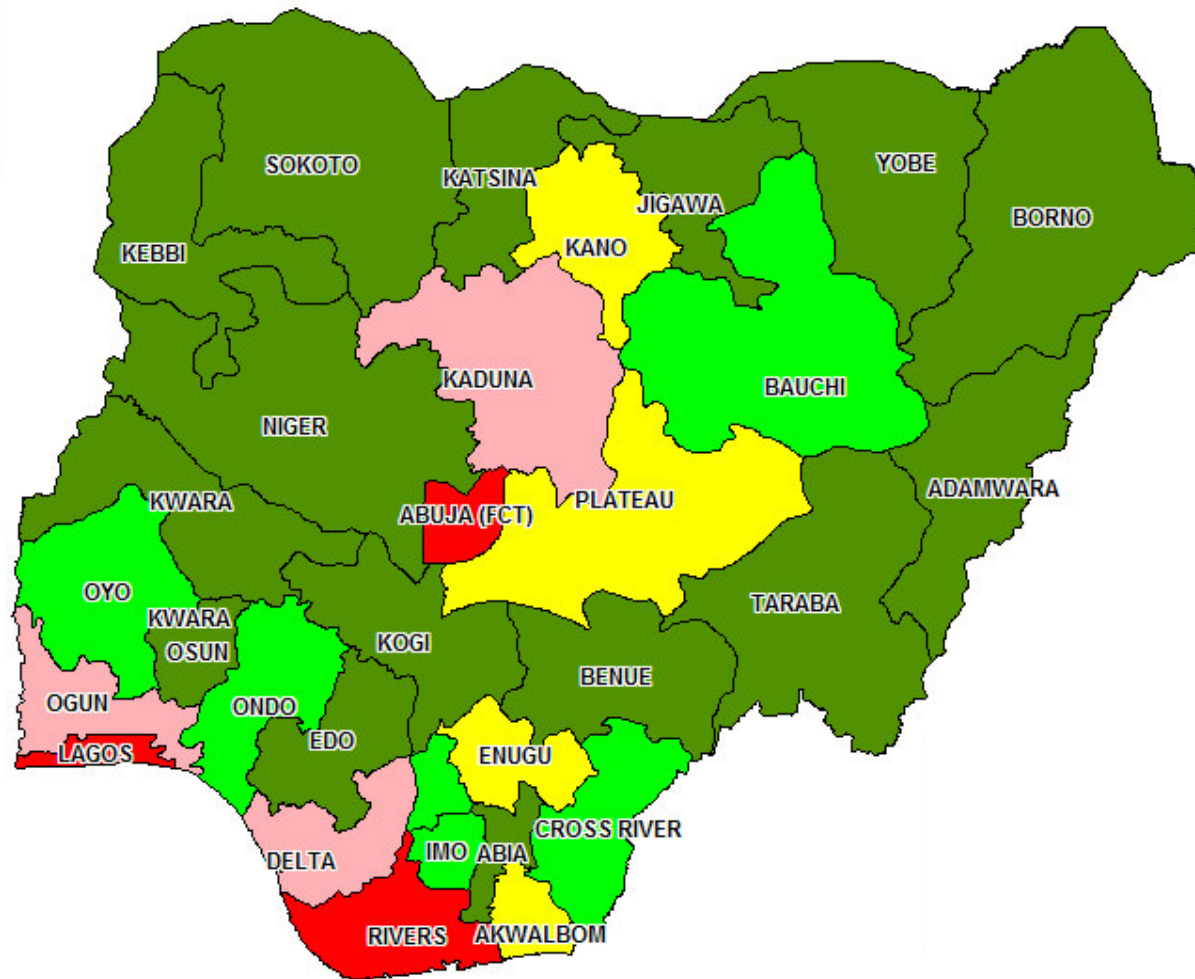 SOKOTO
KATSINA
YOBE
JIGAWA
BORNO
KEBBI
KANO
KADUNA
BAUCHI
NIGER
ADAMWARA
KWARA
ABUJA (FCT)
PLATEAU
OYO
TARABA
KWARA
OSUN
KOGI
BENUE
OGUN
ONDO
EDO
LAGOS
ENUGU
CROSS RIVER
DELTA
IMO
ABIA
RIVERS
AKWALBOM